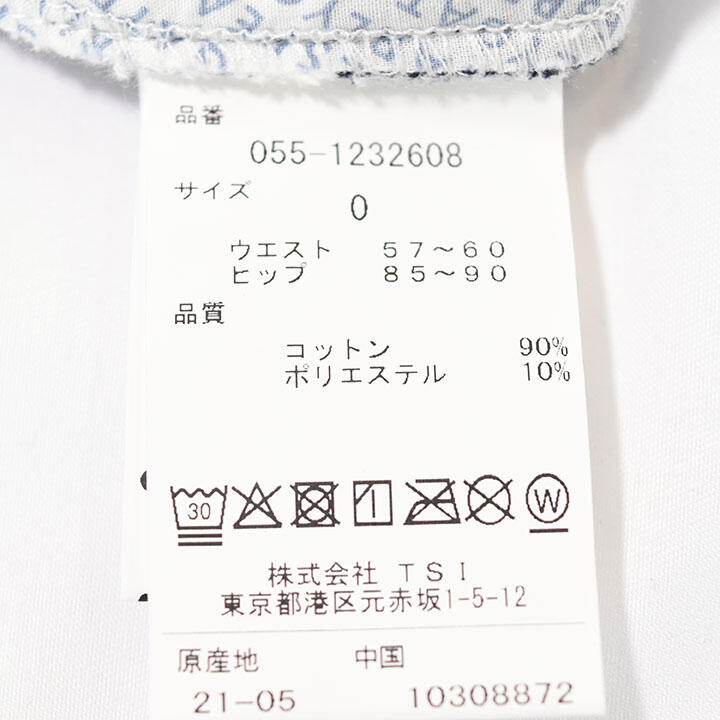 品番
055-1232608
サイズ
0
ウエスト 57～60
ヒップ 85～90
品質
コットン 90%
ポリエステル 10%
30 W
株式会社 TSI
東京都港区元赤坂1-5-12
原産地 中国
21-05 10308872